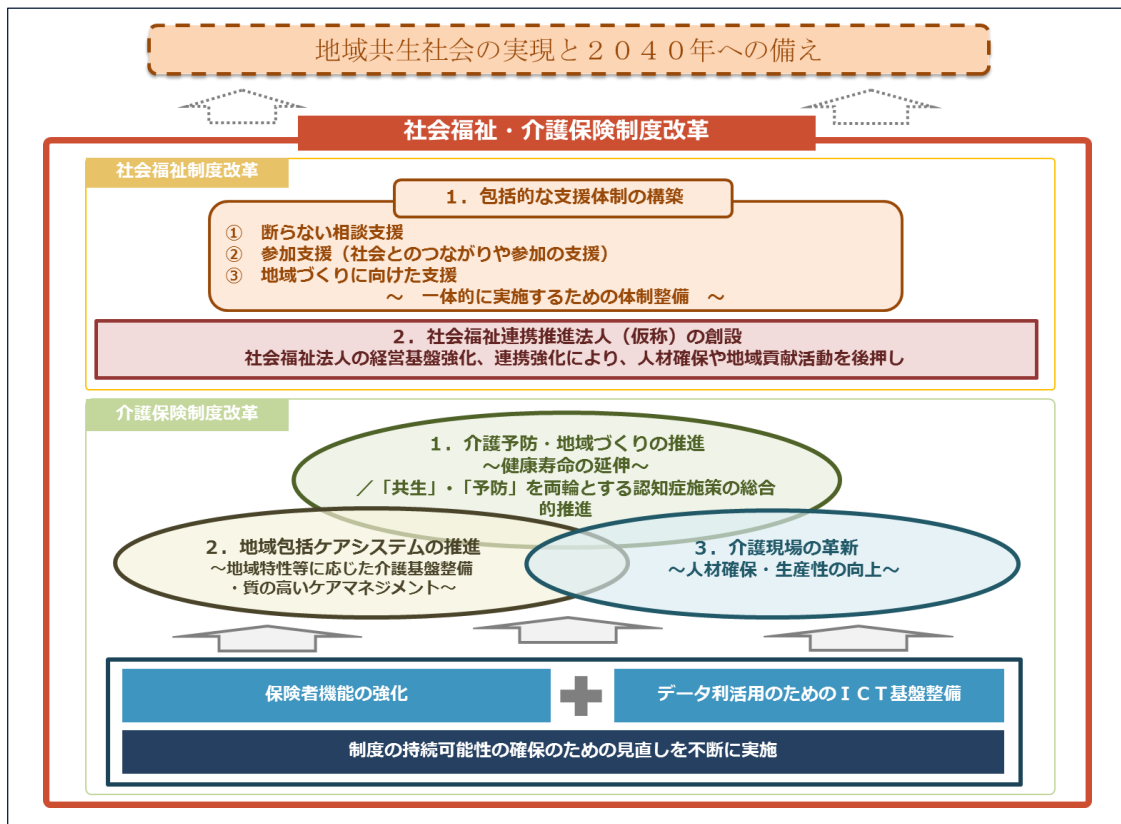 地域共生社会の実現と２０４０年への備え
社会福祉・介護保険制度改革
社会福祉制度改革
１．包括的な支援体制の構築
①　断らない相談支援
②　参加支援（社会とのつながりや参加の支援）
③　地域づくりに向けた支援
～　一体的に実施するための体制整備　～
２．社会福祉連携推進法人（仮称）の創設
社会福祉法人の経営基盤強化、連携強化により、人材確保や地域貢献活動を後押し
介護保険制度改革
１．介護予防・地域づくりの推進
～健康寿命の延伸～
／「共生」・「予防」を両輪とする認知症施策の総合
的推進
２．地域包括ケアシステムの推進
～地域特性等に応じた介護基盤整備
・質の高いケアマネジメント～
３．介護現場の革新
～人材確保・生産性の向上～
保険者機能の強化
データ利活用のためのＩＣＴ基盤整備
制度の持続可能性の確保のための見直しを不断に実施